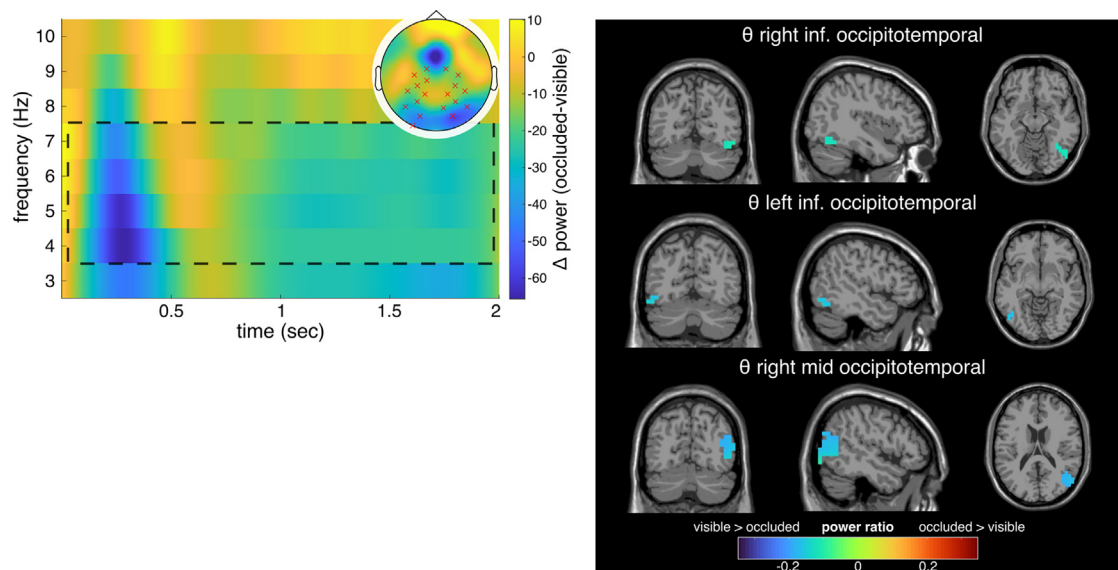 frequency (Hz)
10
9
8
7
6
5
4
3
0.5
1
1.5
2
time (sec)
10
0
-10
-20
-30
-40
-50
-60
Δ power (occluded-visible)
θ right inf. occipitotemporal
θ left inf. occipitotemporal
θ right mid occipitotemporal
visible > occluded power ratio occluded > visible
-0.2 0 0.2